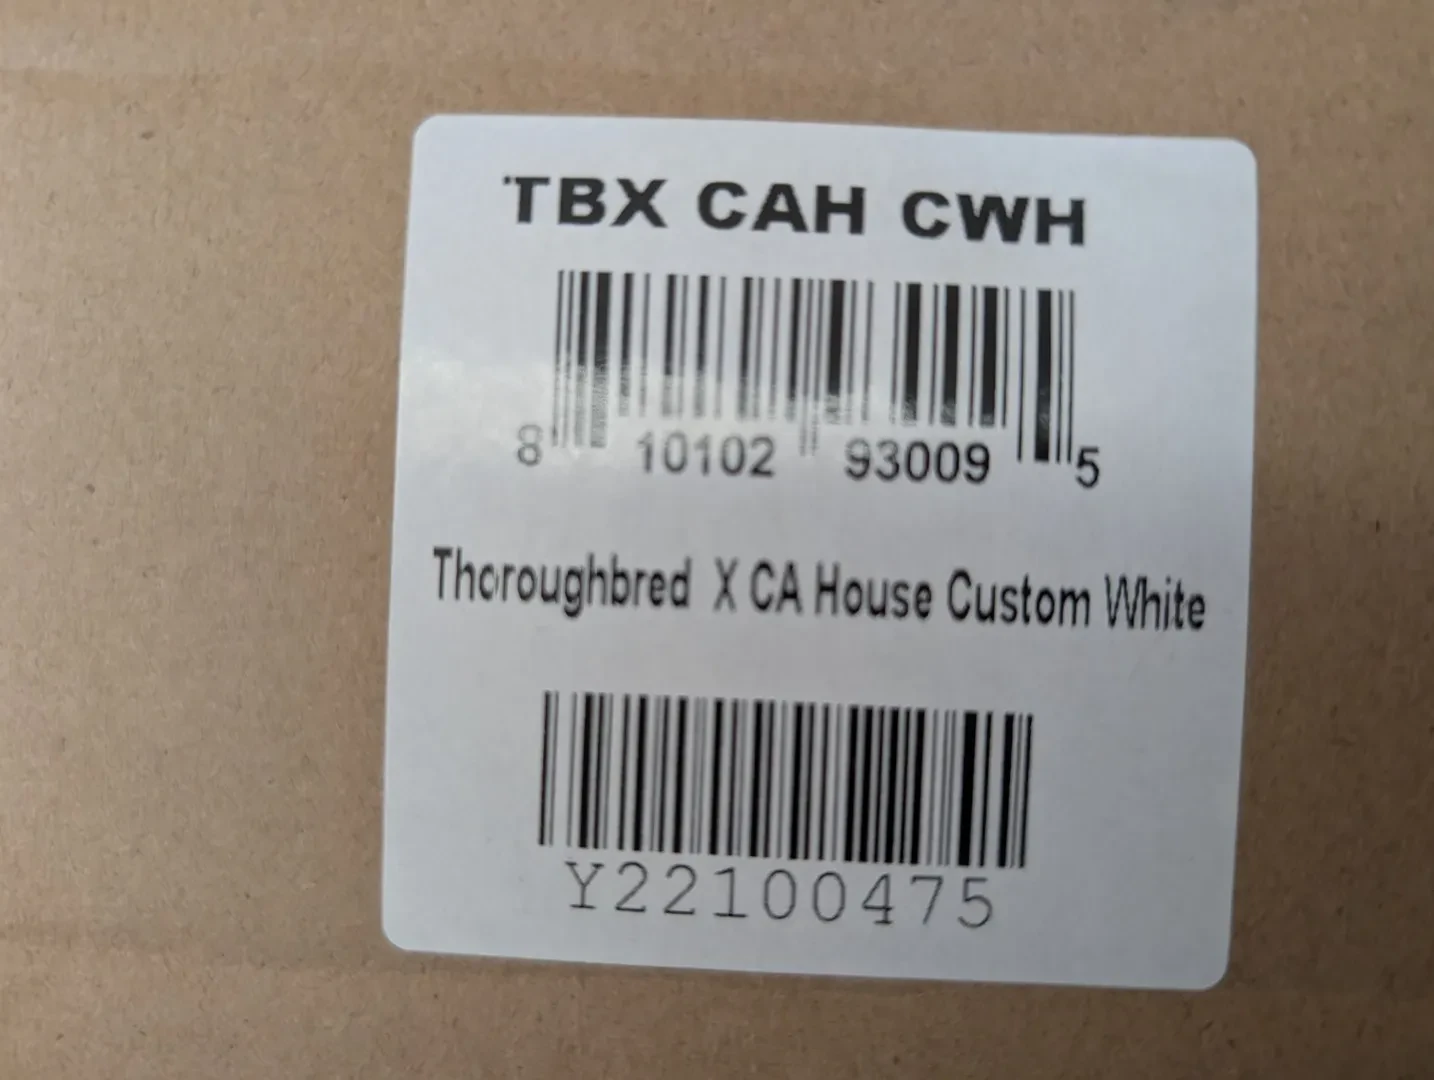 TBX CAH CWH
8 10102 93009 5
Thoroughbred X CA House Custom White
Y22100475